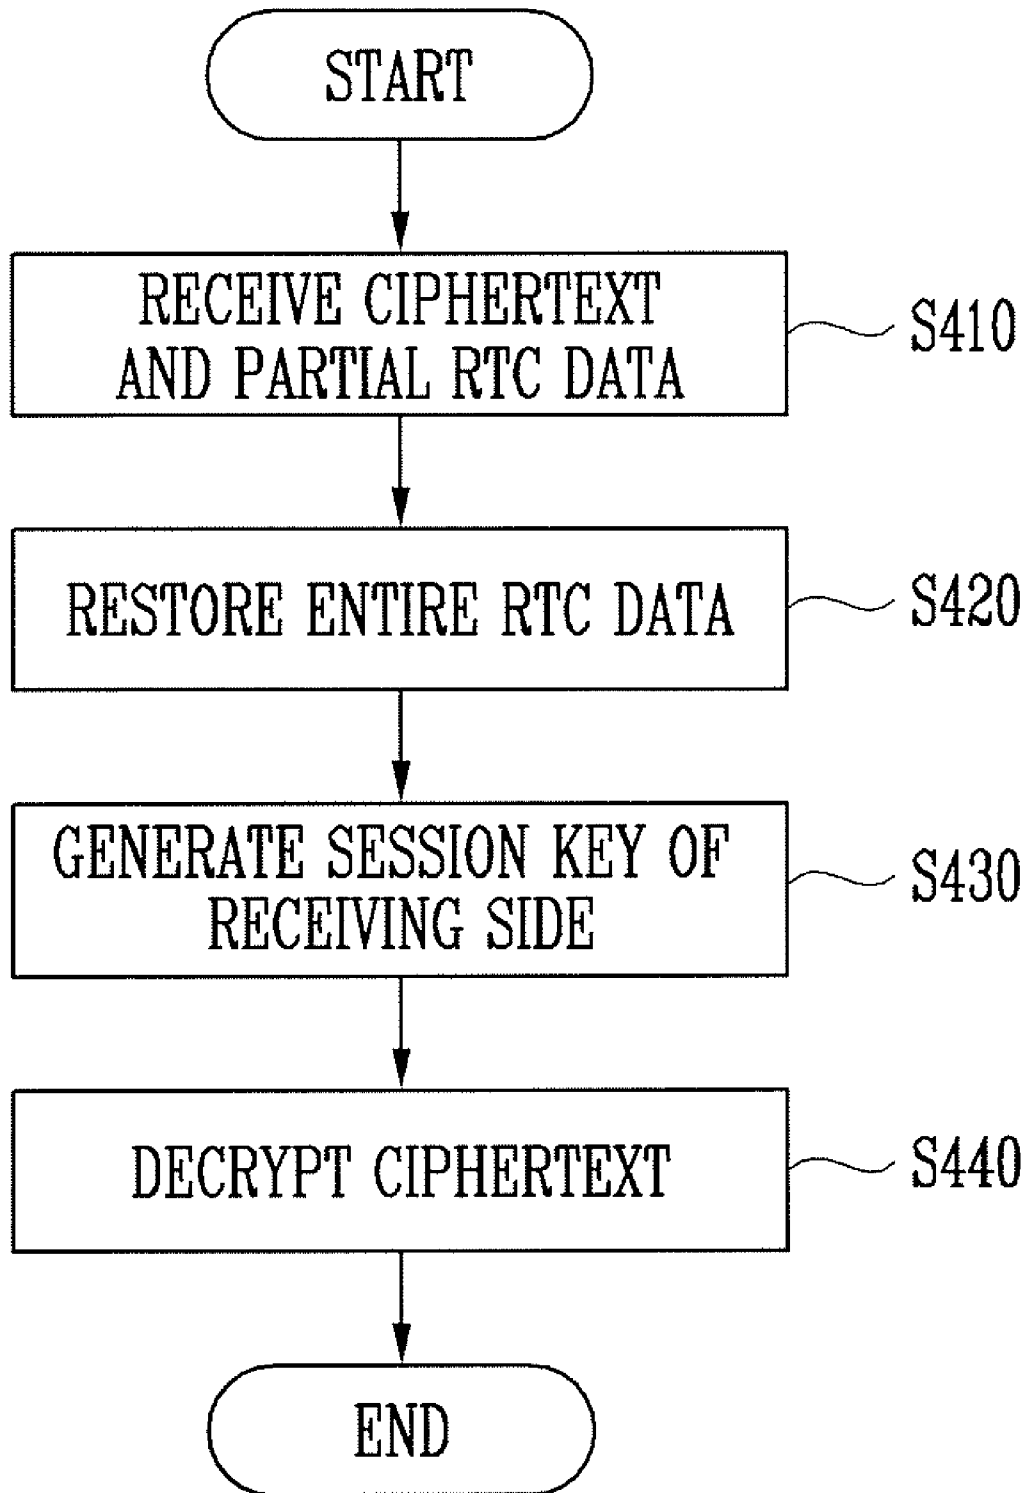 START
RECEIVE CIPHERTEXT
AND PARTIAL RTC DATA
S410
RESTORE ENTIRE RTC DATA
S420
GENERATE SESSION KEY OF
RECEIVING SIDE
S430
DECRYPT CIPHERTEXT
S440
END